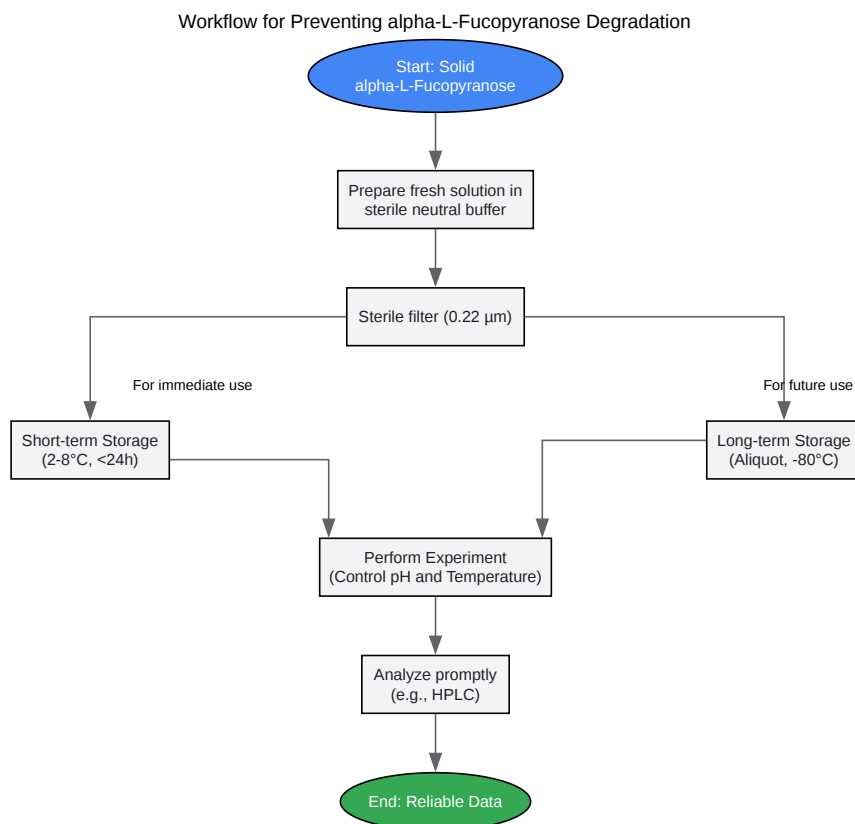 Workflow for Preventing alpha-L-Fucopyranose Degradation
Start: Solid
alpha-L-Fucopyranose
Prepare fresh solution in
sterile neutral buffer
Sterile filter (0.22 µm)
For immediate use
For future use
Short-term Storage
(2-8°C, <24h)
Long-term Storage
(Aliquot, -80°C)
Perform Experiment
(Control pH and Temperature)
Analyze promptly
(e.g., HPLC)
End: Reliable Data